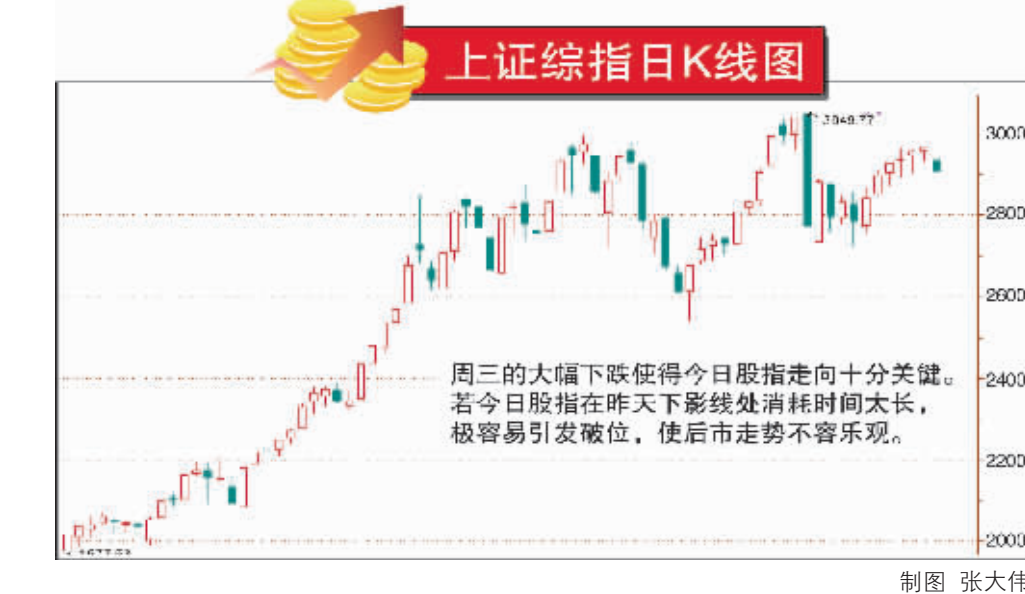 上证综指日K线图
3049.77
3000
2800
2600
周三的大幅下跌使得今日股指走向十分关键。
2400
若今日股指在昨天下影线处消耗时间太长，
极容易引发破位，使后市走势不容乐观。
2200
2000
制图 张大伟